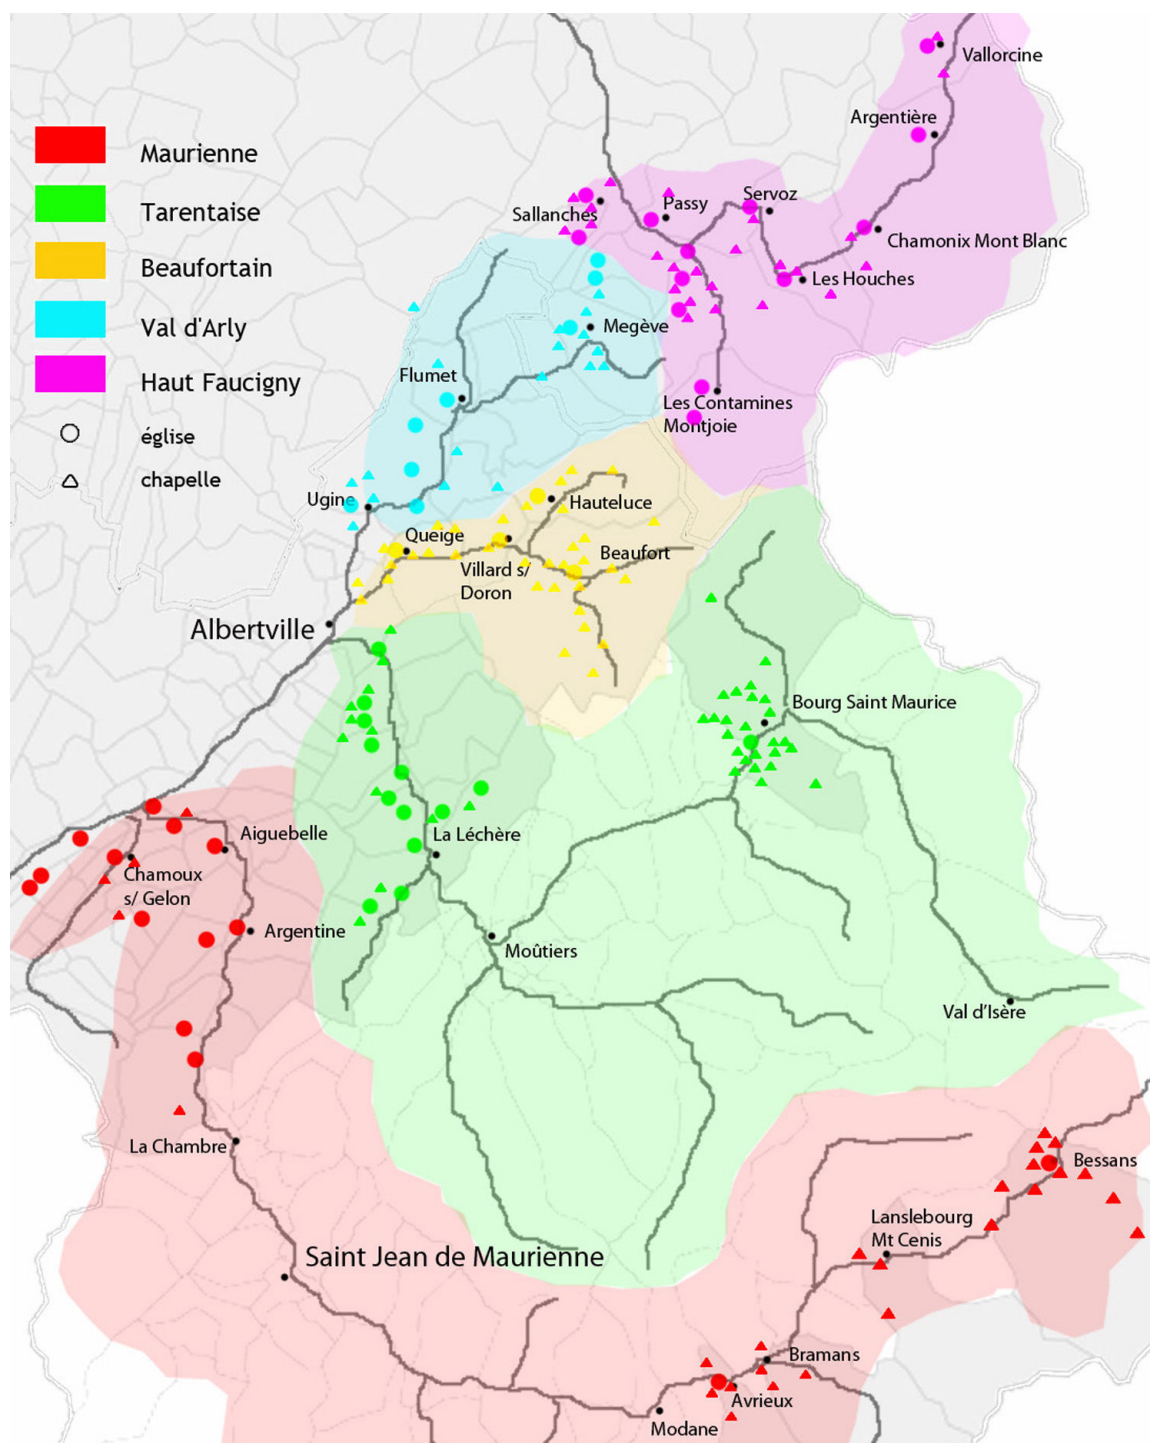 Maurienne
Tarentaise
Beaufortain
Val d'Arly
Haut Faucigny
église
chapelle
Vallorcine
Argentière
Servoz
Passy
Sallanches
Chamonix Mont Blanc
Les Houches
Megève
Flumet
Les Contamines
Montjoie
Ugine
Hauteluce
Queige
Beaufort
Villard s/
Doron
Albertville
Bourg Saint Maurice
Aiguebelle
La Léchère
Chamoux
s/ Gelon
Argentine
Moûtiers
Val d'Isère
La Chambre
Bessans
Lanslebourg
Mt Cenis
Saint Jean de Maurienne
Bramans
Avrieux
Modane